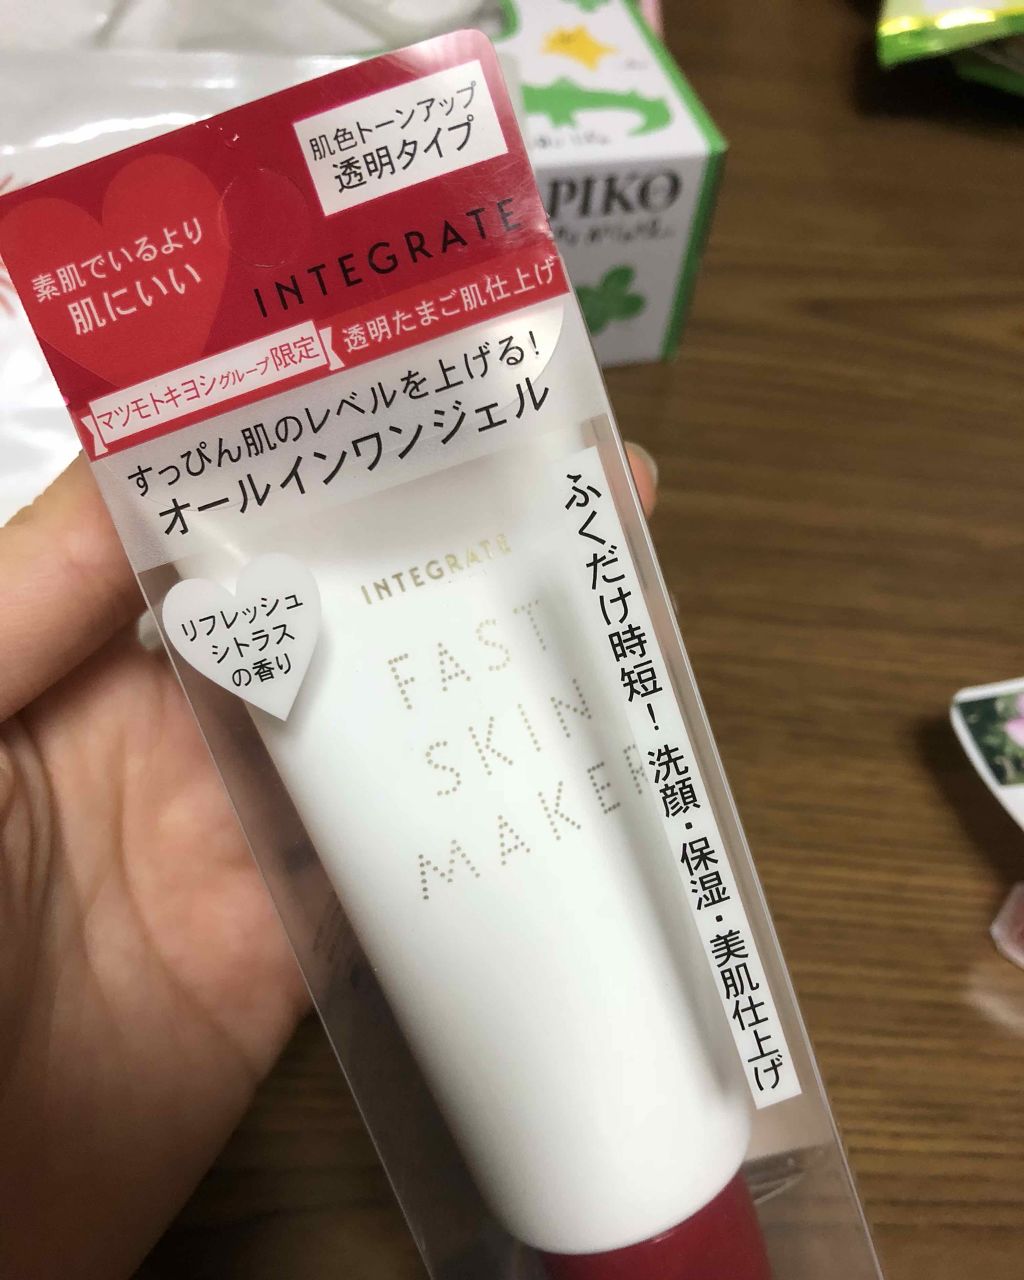 肌色トーンアップ
透明タイプ
素肌でいるより
肌にいい
INTEGRATE
マツモトキヨシグループ限定
透明たまご肌仕上げ
すっぴん肌のレベルを上げる!
オールインワンジェル
リフレッシュ
シトラス
の香り
INTEGRATE
FAST
SKIN
MAKER
ふくだけ時短!洗顔・保湿・美肌仕上げ
PIKO